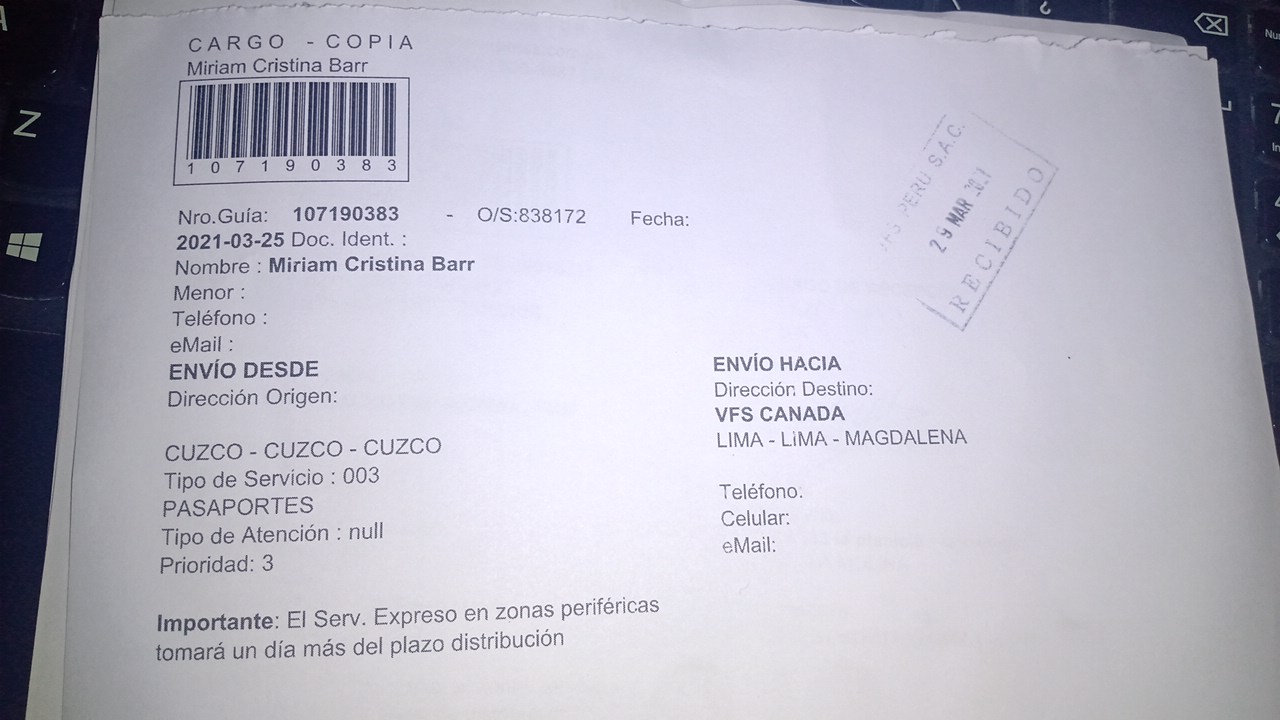 CARGO - COPIA
Miriam Cristina Barr
107190383
Nro.Guía: 107190383 - O/S:838172 Fecha:
2021-03-25 Doc. Ident. :
Nombre : Miriam Cristina Barr
Menor :
Teléfono :
eMail :
ENVÍO DESDE
Dirección Origen:
CUZCO - CUZCO - CUZCO
Tipo de Servicio : 003
PASAPORTES
Tipo de Atención : null
Prioridad: 3
Importante: El Serv. Expreso en zonas periféricas
tomará un día más del plazo distribución
ENVÍO HACIA
Dirección Destino:
VFS CANADA
LIMA - LIMA - MAGDALENA
Teléfono:
Celular:
eMail:
VFS PERU S.A.C.
29 MAR
RECIBIDO
Z